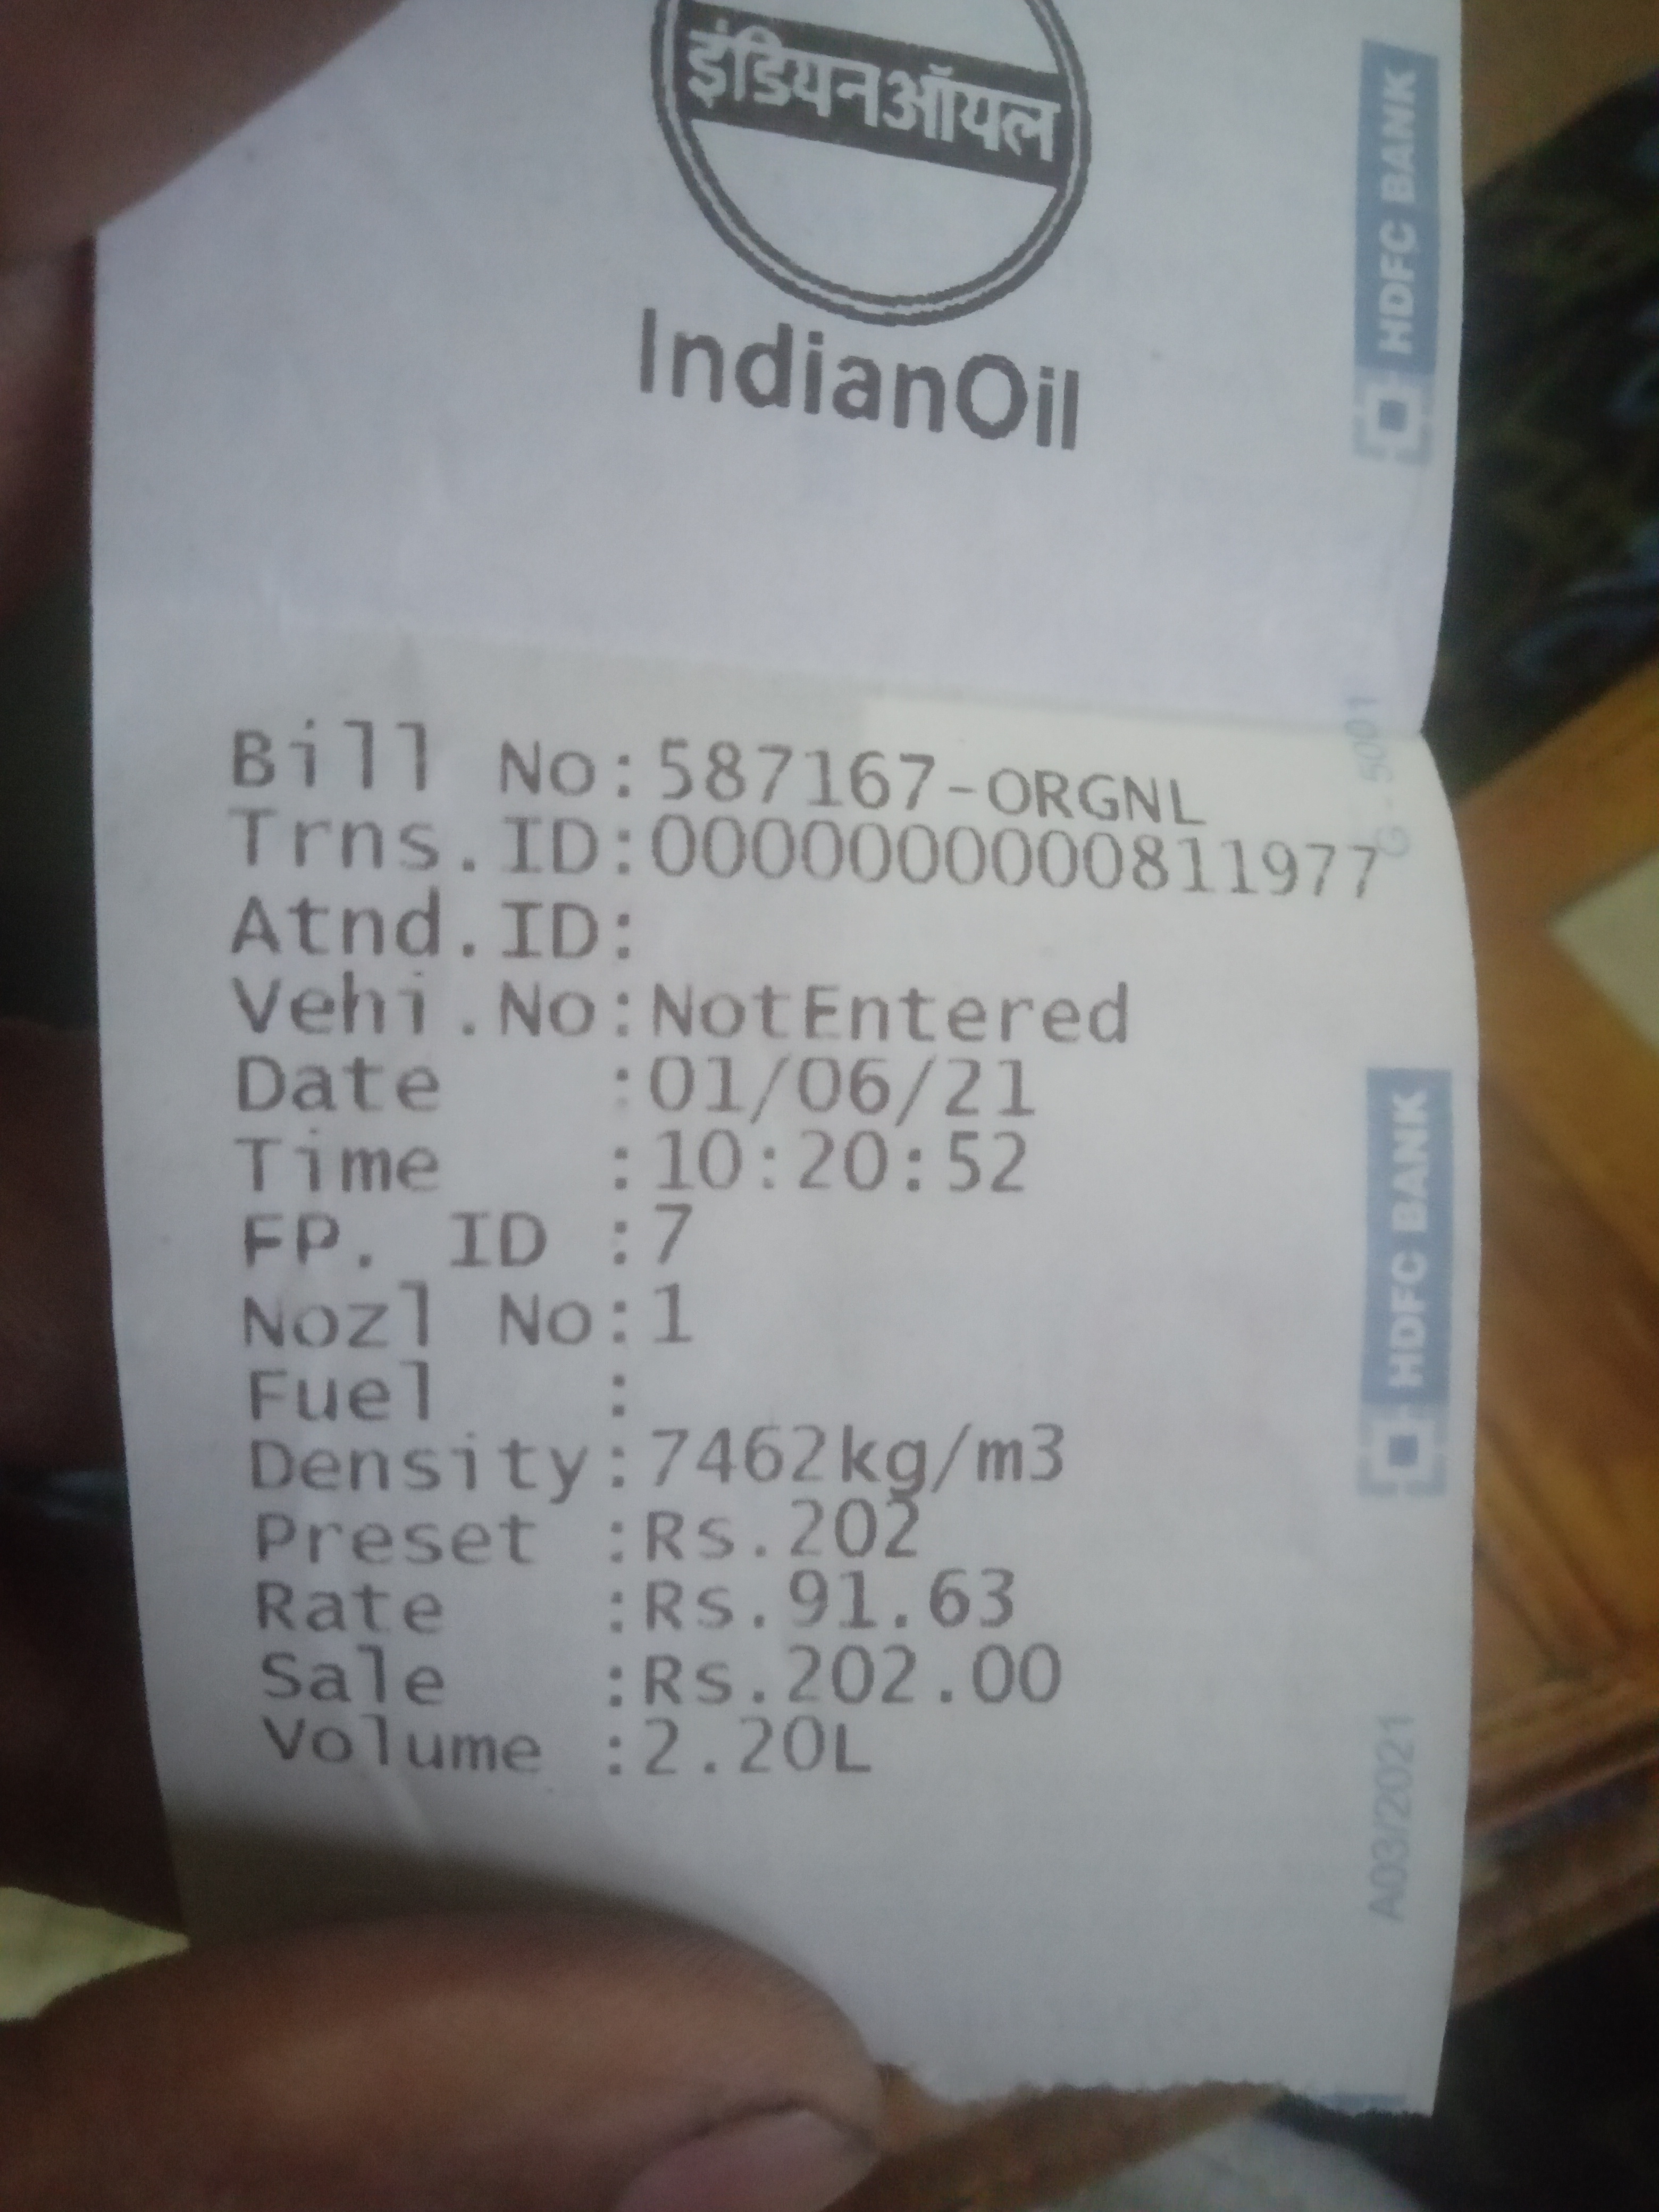 इंडियनऑयल
IndianOil
Bill No:587167-ORGNL
Trns.ID:0000000000811977
Atnd.ID:
Vehi.No:NotEntered
Date :01/06/21
Time :10:20:52
FP. ID :7
Nozl No:1
Fuel :
Density:7462kg/m3
Preset :Rs.202
Rate :Rs.91.63
Sale :Rs.202.00
Volume :2.20L
HDFC BANK
G - 5001
HDFC BANK
A03/2021